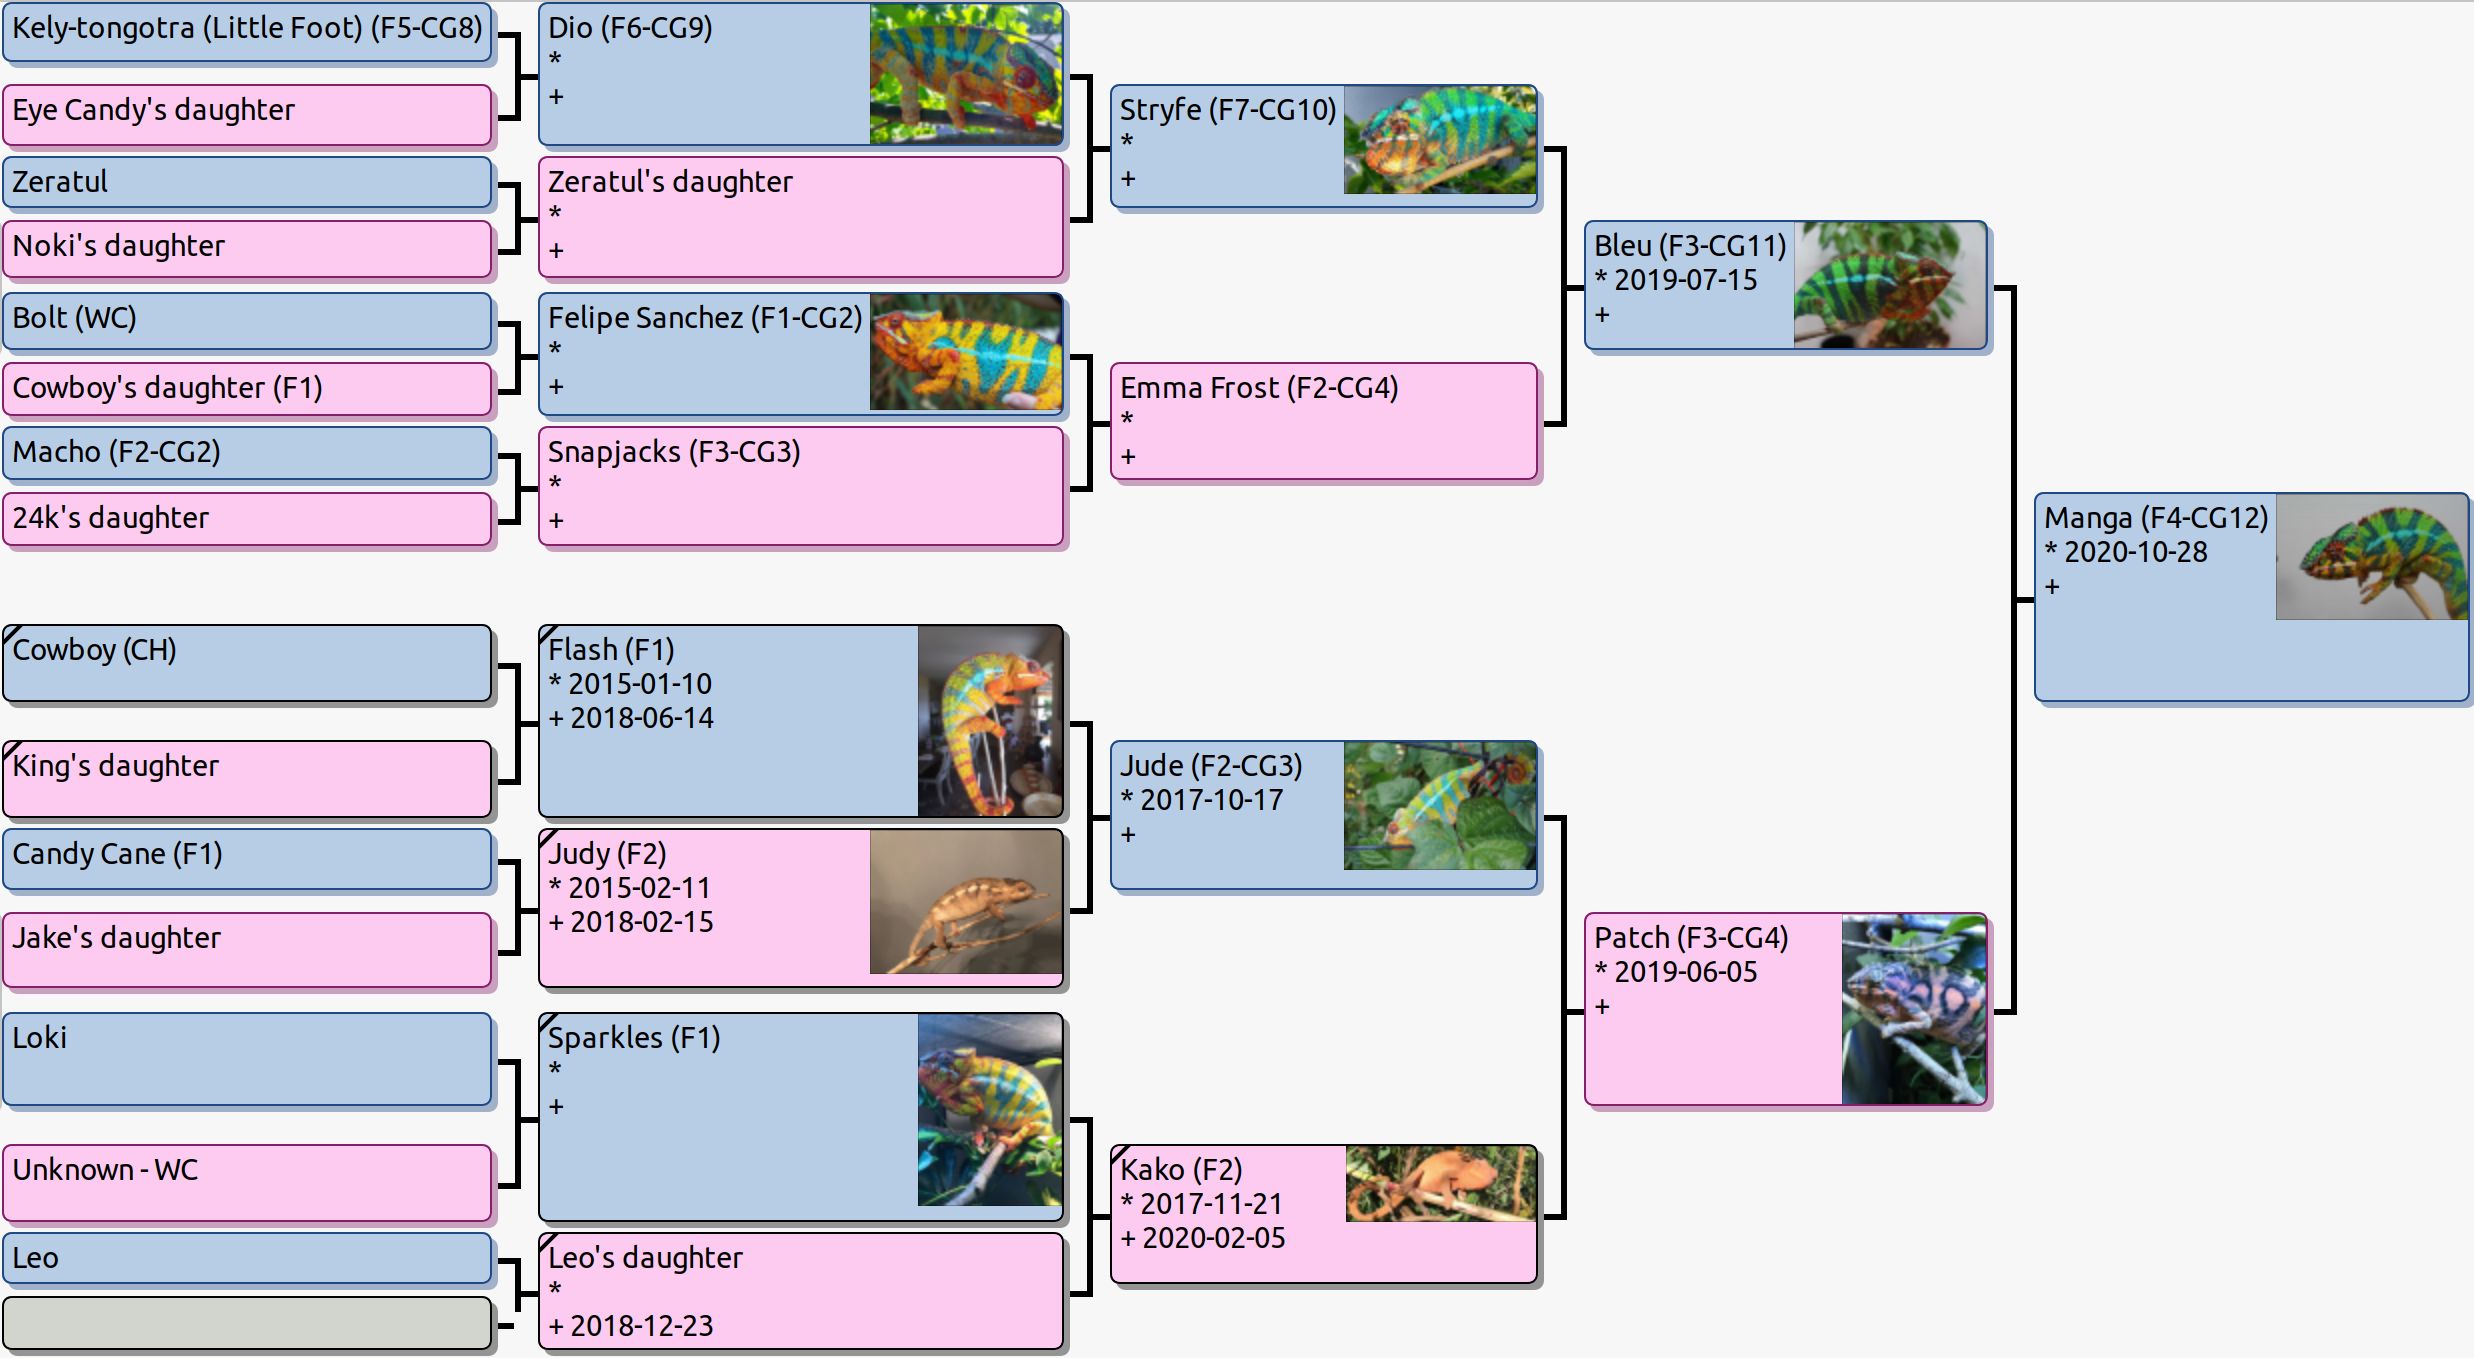 Kely-tongotra (Little Foot) (F5-CG8)
Eye Candy's daughter
Zeratul
Noki's daughter
Bolt (WC)
Cowboy's daughter (F1)
Macho (F2-CG2)
24k's daughter
Cowboy (CH)
King's daughter
Candy Cane (F1)
Jake's daughter
Loki
Unknown - WC
Leo
Dio (F6-CG9)
*
+
Zeratul's daughter
*
+
Felipe Sanchez (F1-CG2)
*
+
Snapjacks (F3-CG3)
*
+
Flash (F1)
* 2015-01-10
+ 2018-06-14
Judy (F2)
* 2015-02-11
+ 2018-02-15
Sparkles (F1)
*
+
Leo's daughter
*
+ 2018-12-23
Stryfe (F7-CG10)
*
+
Emma Frost (F2-CG4)
*
+
Jude (F2-CG3)
* 2017-10-17
+
Kako (F2)
* 2017-11-21
+ 2020-02-05
Bleu (F3-CG11)
* 2019-07-15
+
Patch (F3-CG4)
* 2019-06-05
+
Manga (F4-CG12)
* 2020-10-28
+